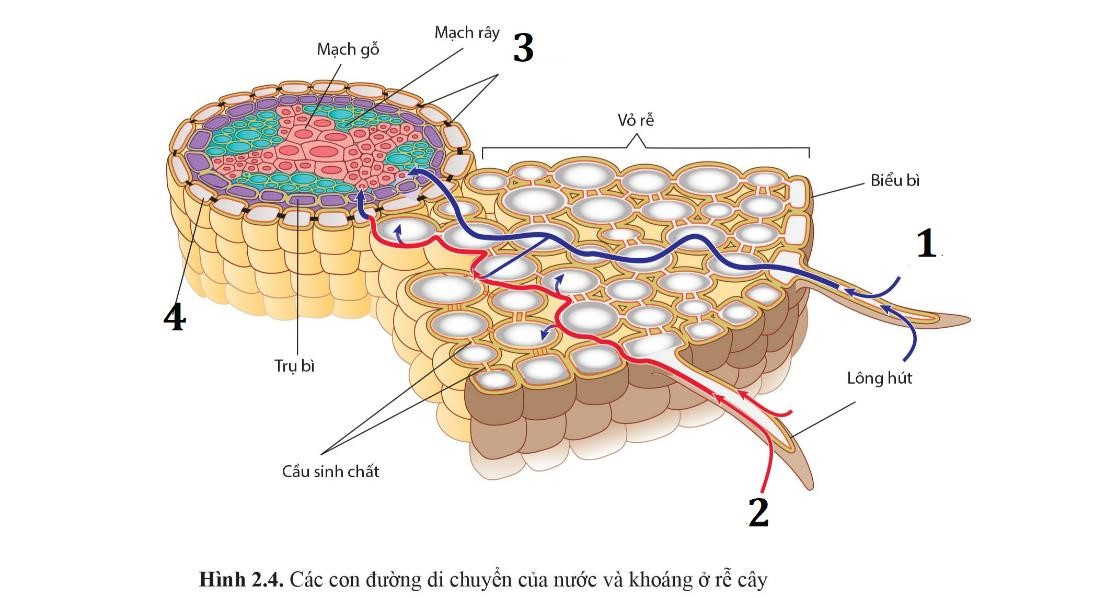 Mạch rây
3
Mạch gỗ
Vỏ rễ
Biểu bì
1
4
Trụ bì
Lông hút
Cầu sinh chất
2
Hình 2.4. Các con đường di chuyển của nước và khoáng ở rễ cây